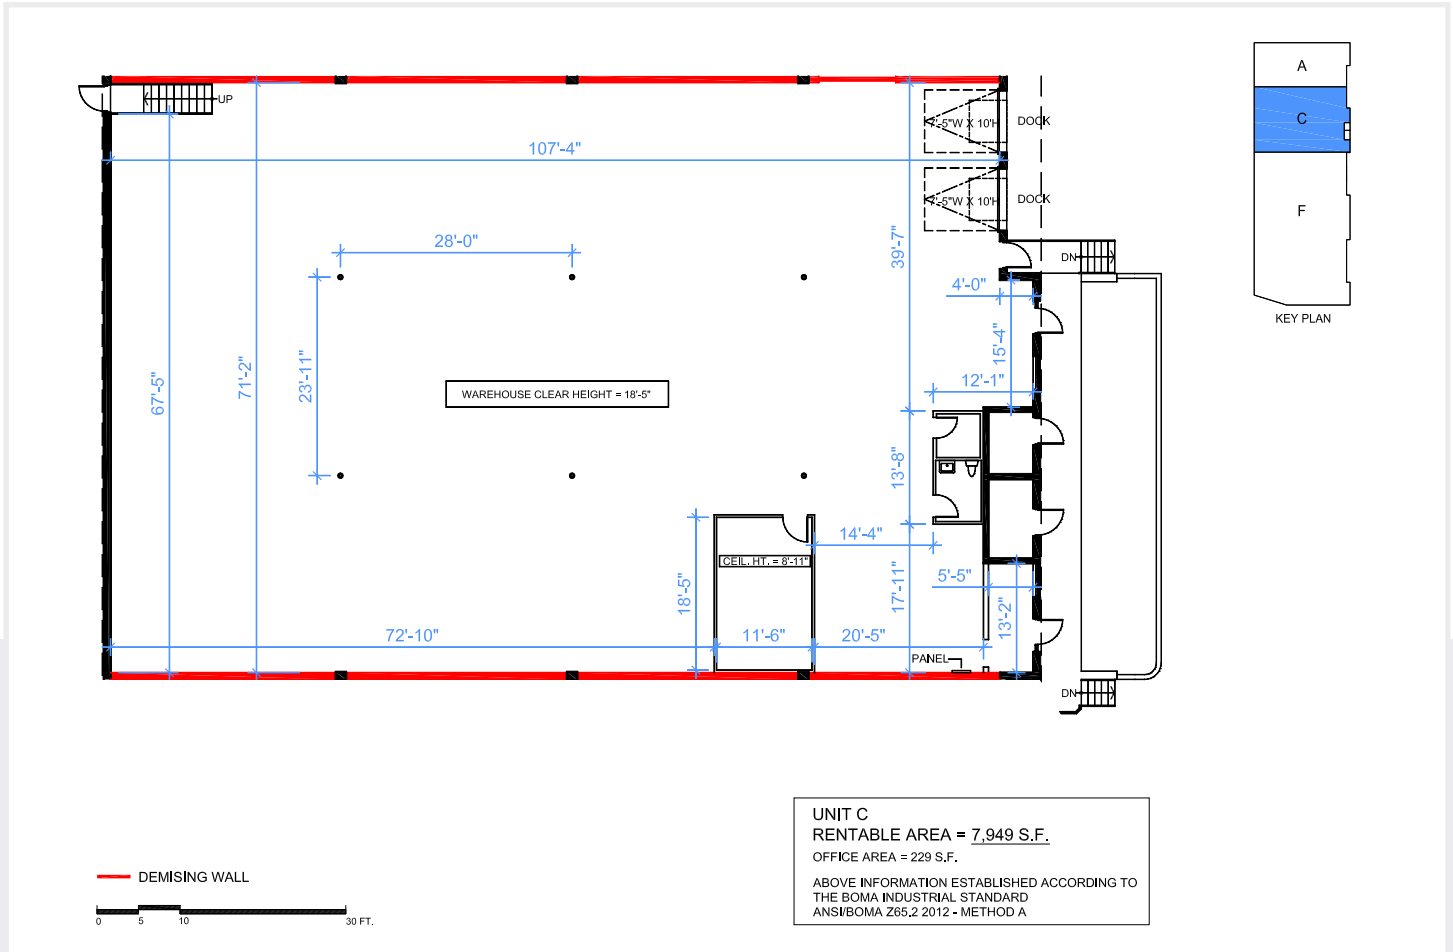 A
C
F
KEY PLAN
UP
7'-5"W X 10'H
DOCK
107'-4"
7'-5"W X 10'H
DOCK
28'-0"
39'-7"
DN
4'-0"
15'-4"
23'-11"
71'-2"
67'-5"
WAREHOUSE CLEAR HEIGHT = 18'-5"
12'-1"
13'-8"
14'-4"
CEIL. HT. = 8'-11"
18'-5"
17'-11"
5'-5"
13'-2"
72'-10"
11'-6"
20'-5"
PANEL
DN
UNIT C
RENTABLE AREA = 7,949 S.F.
OFFICE AREA = 229 S.F.
ABOVE INFORMATION ESTABLISHED ACCORDING TO
THE BOMA INDUSTRIAL STANDARD
ANSI/BOMA Z65.2 2012 - METHOD A
DEMISING WALL
0 5 10 30 FT.